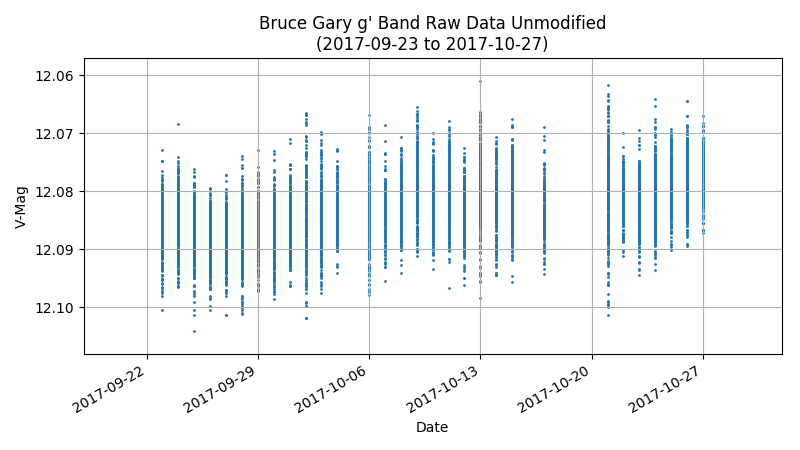 Bruce Gary g' Band Raw Data Unmodified
(2017-09-23 to 2017-10-27)
12.06
12.07
12.08
12.09
12.10
V-Mag
2017-09-22
2017-09-29
2017-10-06
2017-10-13
2017-10-20
2017-10-27
Date